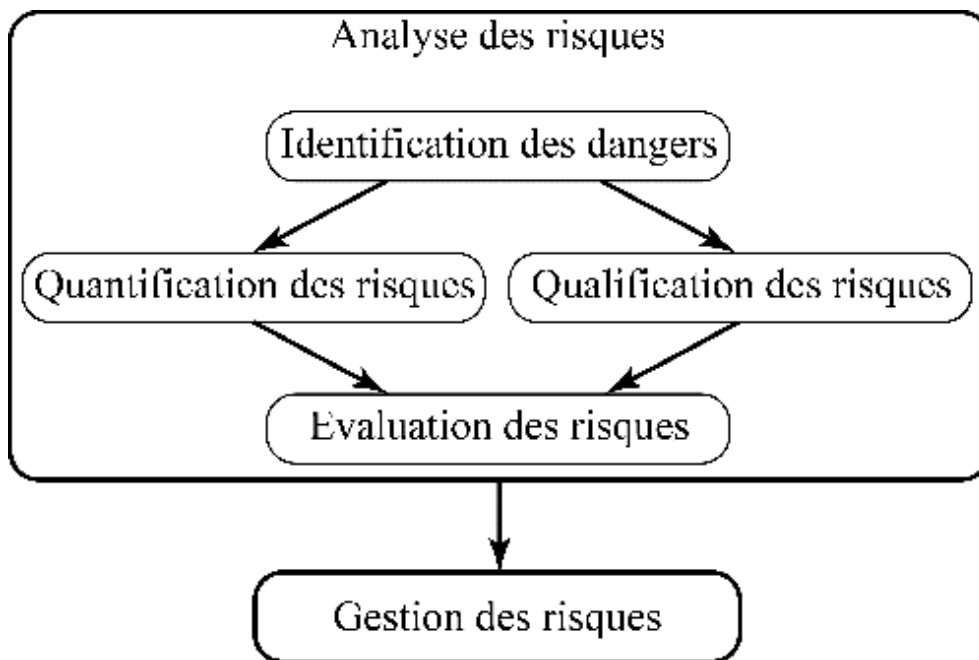 Analyse des risques
Identification des dangers
Quantification des risques
Qualification des risques
Evaluation des risques
Gestion des risques